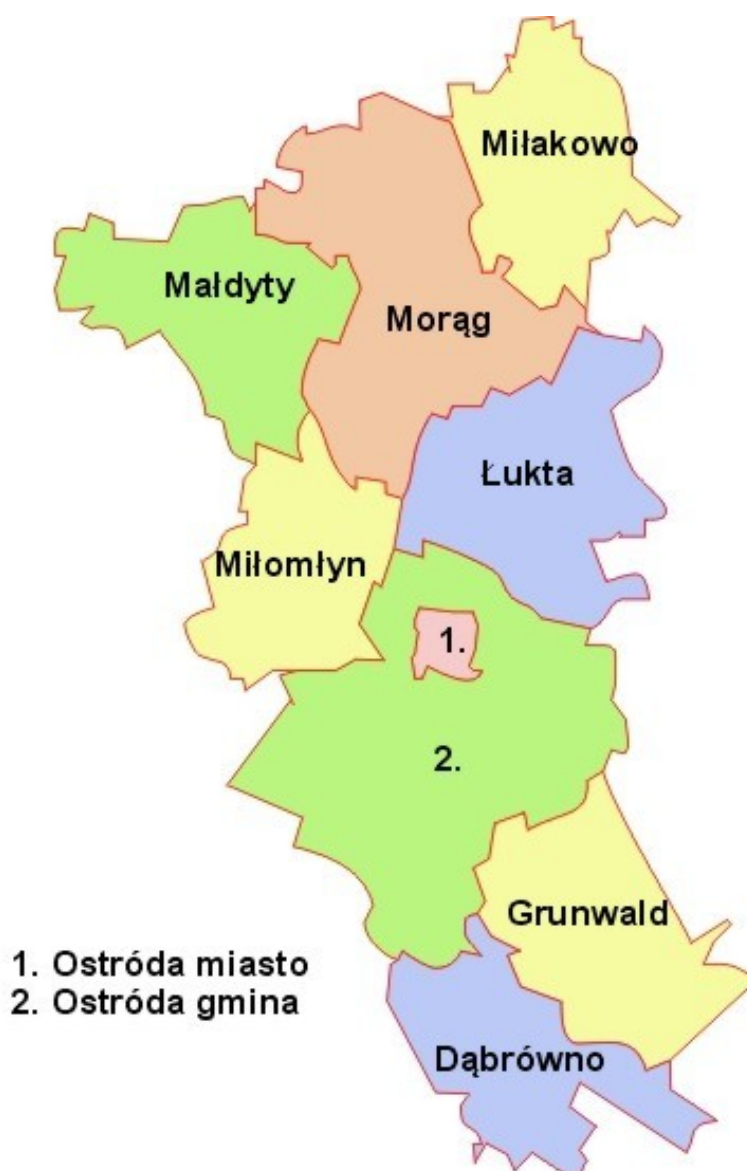 Miłakowo
Małdyty
Morąg
Łukta
Miłomłyn
1.
2.
Grunwald
1. Ostróda miasto
2. Ostróda gmina
Dąbrówno